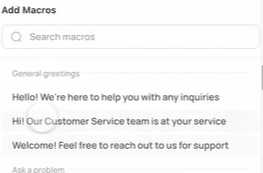 Add Macros
Search macros
General greetings
Hello! We're here to help you with any inquiries
Hi! Our Customer Service team is at your service
Welcome! Feel free to reach out to us for support
Ask a problem